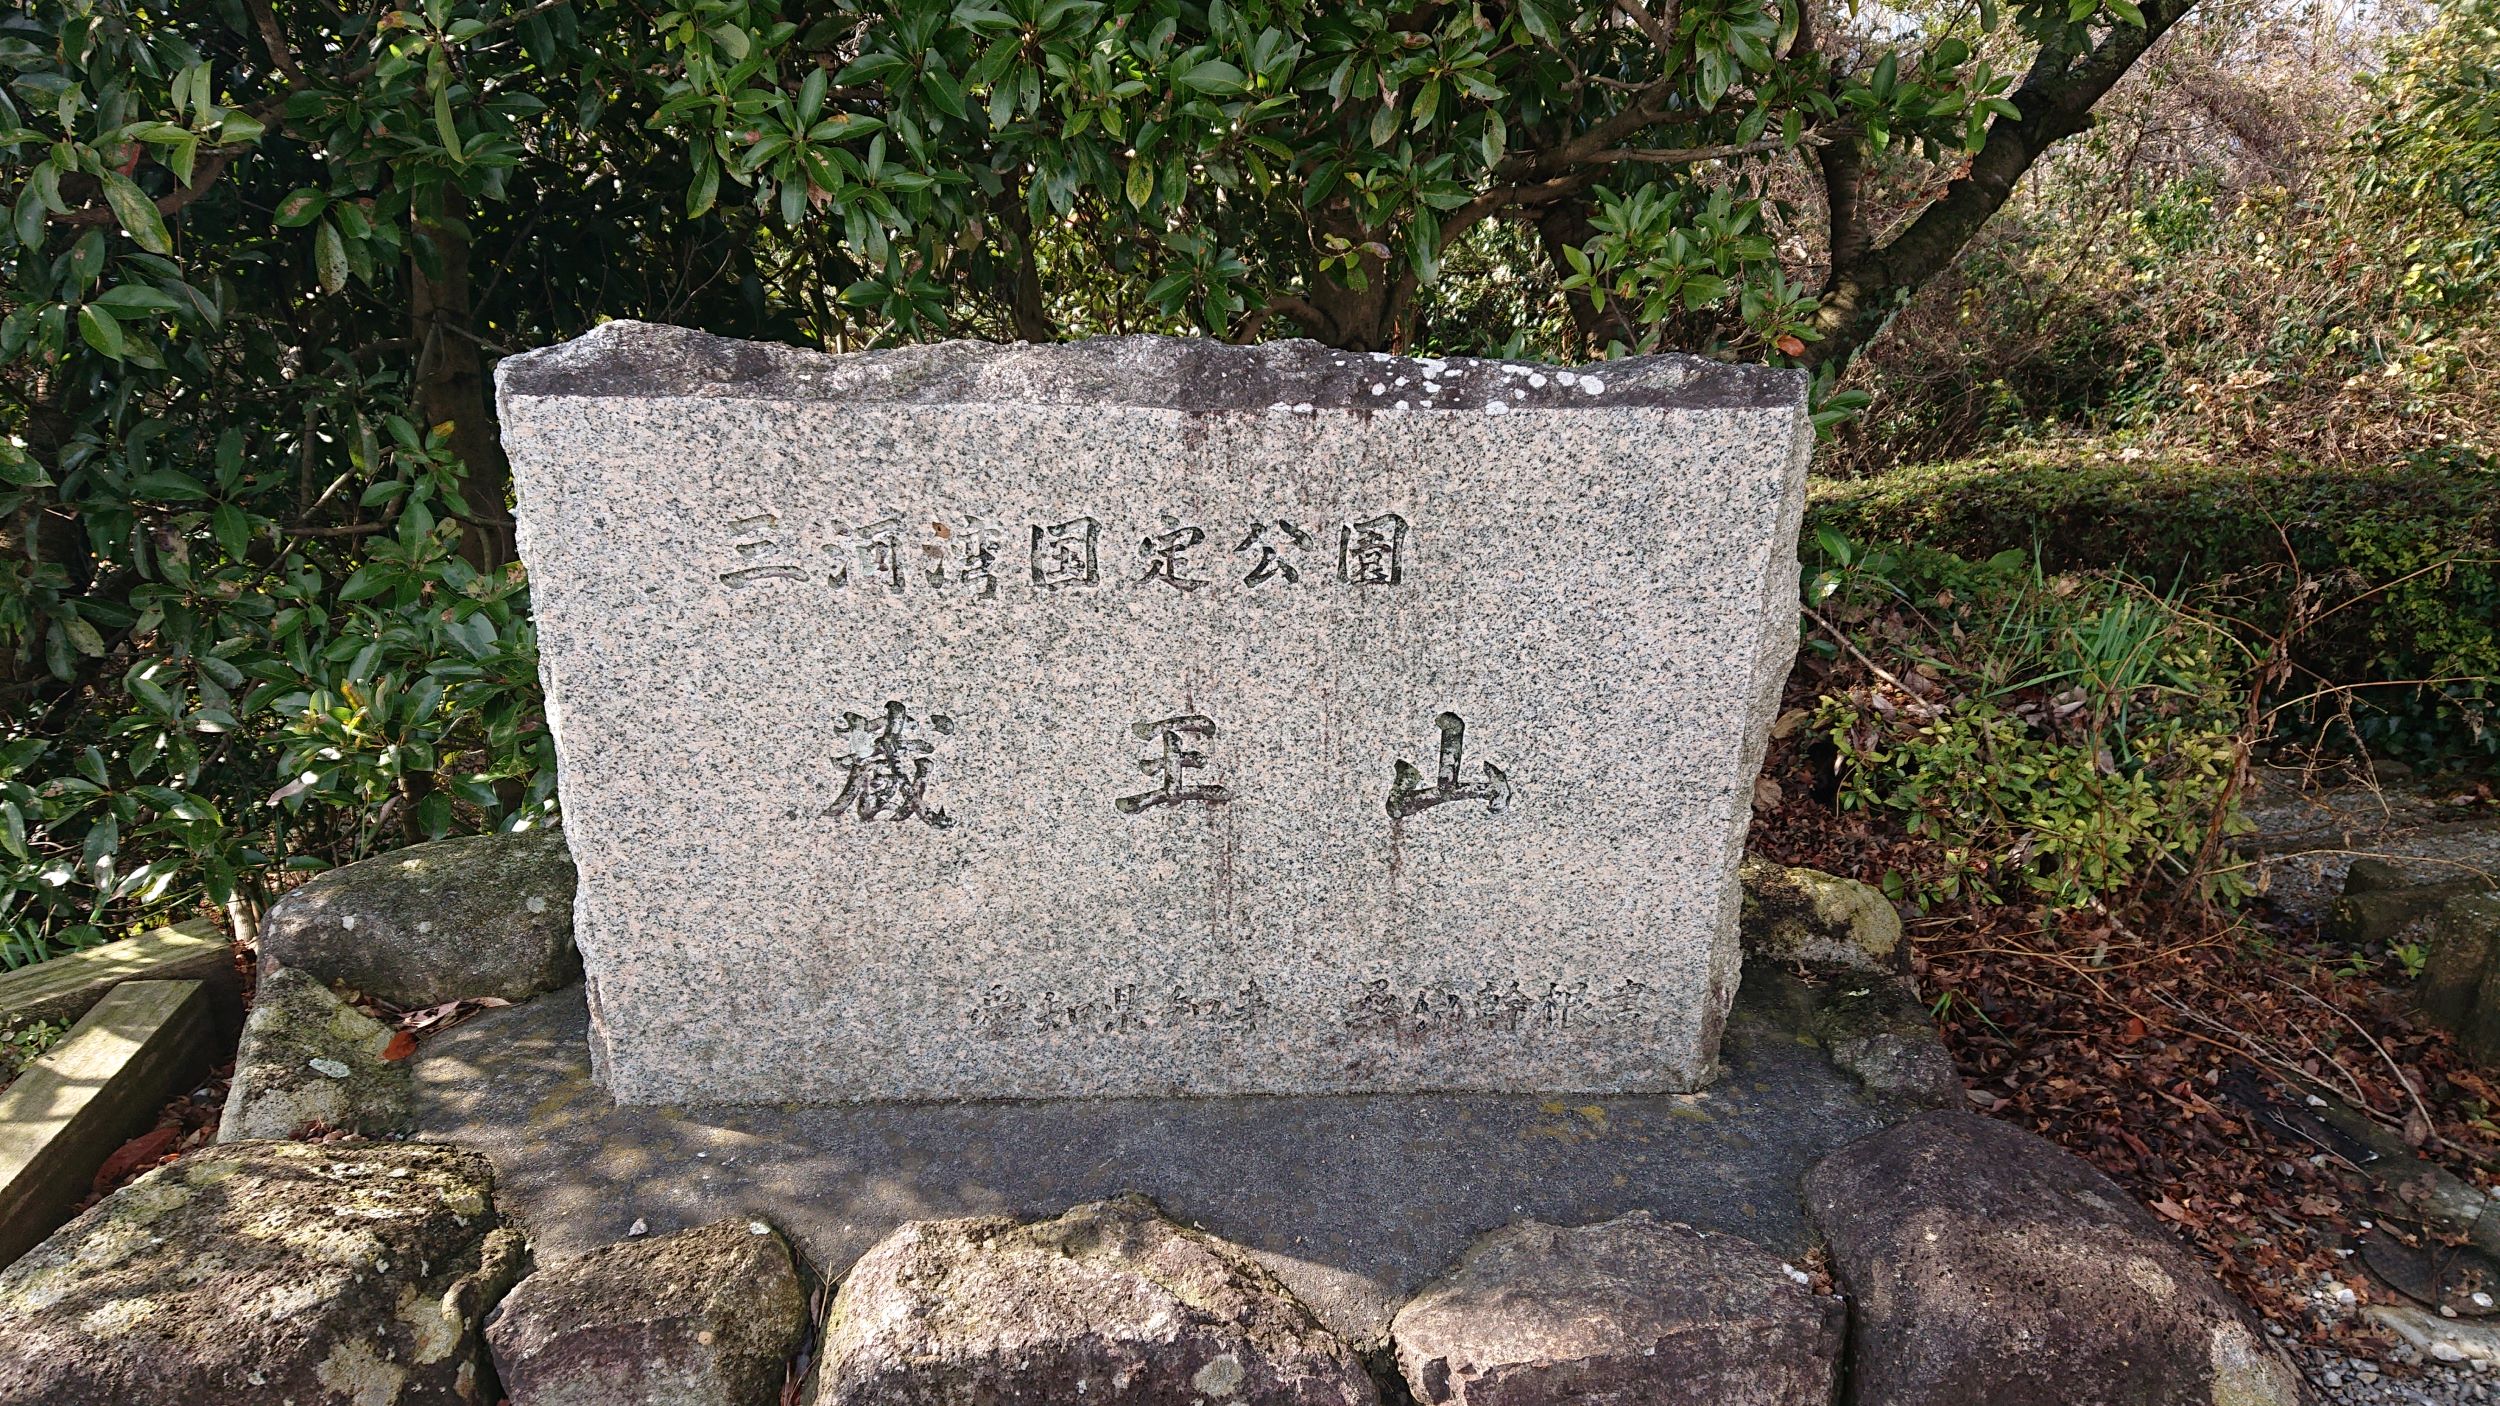 三河湾国定公園
蔵王山
愛知県知事 桑原幹根書